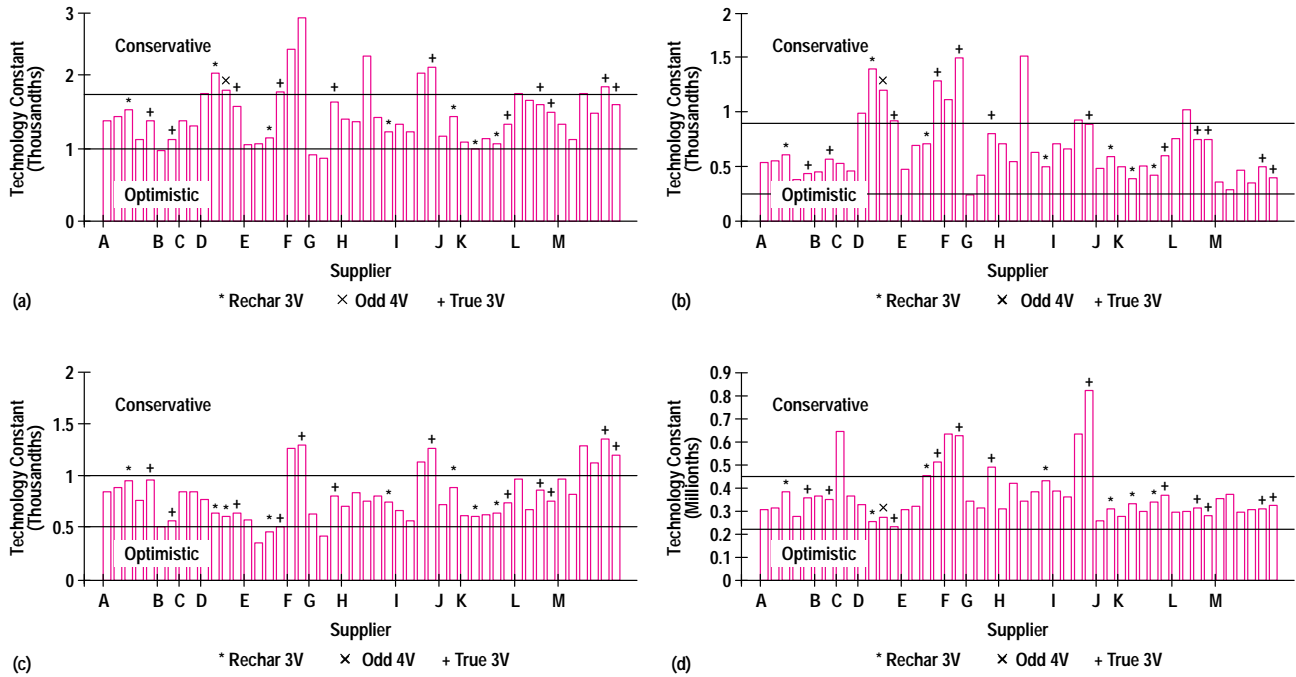 3
2
1
0
Technology Constant
(Thousandths)
Conservative
Optimistic
A B C D E F G H I J K L M
Supplier
(a) * Rechar 3V × Odd 4V + True 3V
2
1.5
1
0.5
0
Technology Constant
(Thousandths)
Conservative
Optimistic
A B C D E F G H I J K L M
Supplier
(b) * Rechar 3V × Odd 4V + True 3V
2
1.5
1
0.5
0
Technology Constant
(Thousandths)
Conservative
Optimistic
A B C D E F G H I J K L M
Supplier
(c) * Rechar 3V × Odd 4V + True 3V
0.9
0.8
0.7
0.6
0.5
0.4
0.3
0.2
0.1
0
Technology Constant
(Millionths)
Conservative
Optimistic
A B C D E F G H I J K L M
Supplier
(d) * Rechar 3V × Odd 4V + True 3V